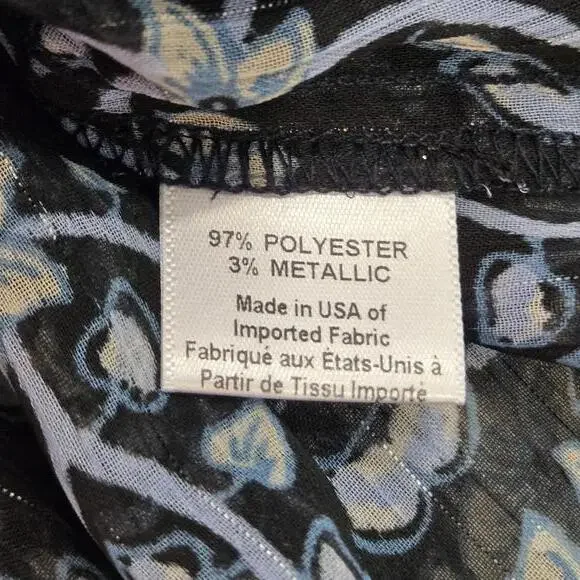 97% POLYESTER
3% METALLIC
Made in USA of
Imported Fabric
Fabriqué aux États-Unis à
Partir de Tissu Importé